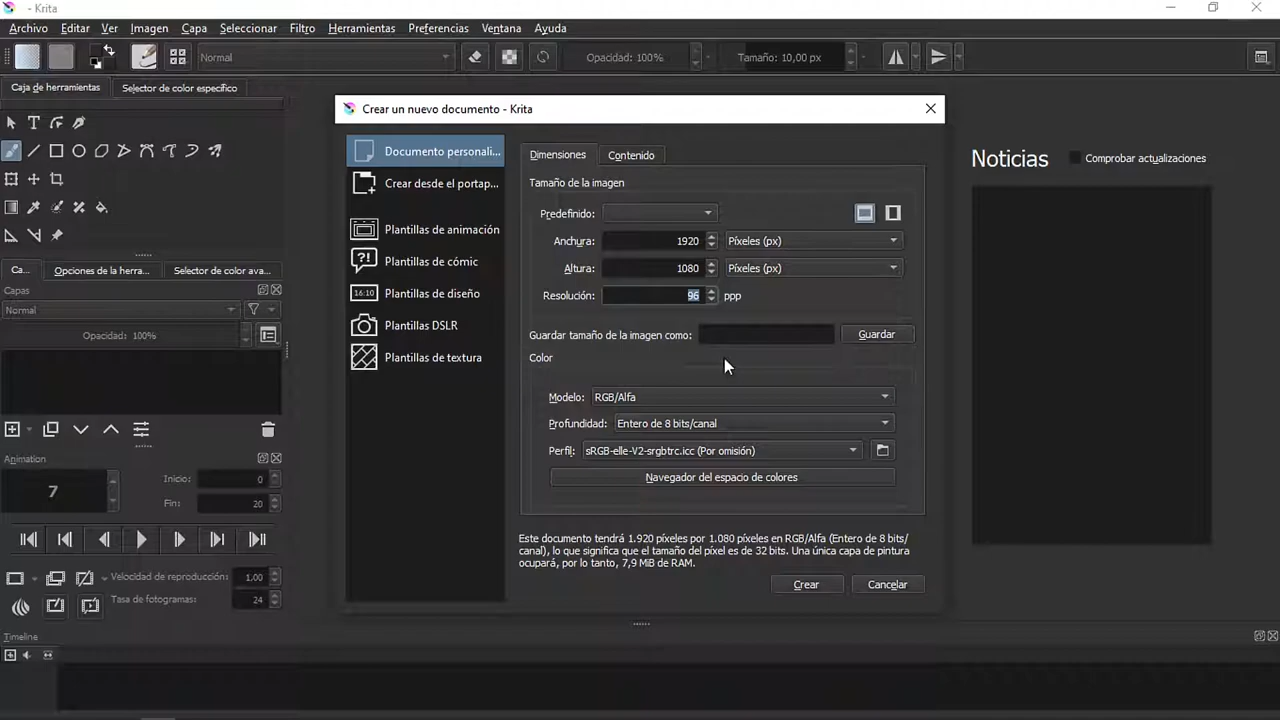 - Krita
Archivo Editar Ver Imagen Capa Seleccionar Filtro Herramientas Preferencias Ventana Ayuda
Normal Opacidad: 100% Tamaño: 10,00 px
Caja de herramientas Selector de color específico
Ca... Opciones de la herra... Selector de color ava...
Capas
Normal
Opacidad: 100%
Animation
7
Inicio: 0
Fin: 20
Velocidad de reproducción: 1,00
Tasa de fotogramas: 24
Timeline
Crear un nuevo documento - Krita
Documento personali...
Crear desde el portap...
Plantillas de animación
?! Plantillas de cómic
16:10 Plantillas de diseño
Plantillas DSLR
Plantillas de textura
Dimensiones Contenido
Tamaño de la imagen
Predefinido:
Anchura: 1920 Píxeles (px)
Altura: 1080 Píxeles (px)
Resolución: 96 ppp
Guardar tamaño de la imagen como: Guardar
Color
Modelo: RGB/Alfa
Profundidad: Entero de 8 bits/canal
Perfil: sRGB-elle-V2-srgbtrc.icc (Por omisión)
Navegador del espacio de colores
Este documento tendrá 1.920 píxeles por 1.080 píxeles en RGB/Alfa (Entero de 8 bits/
canal), lo que significa que el tamaño del píxel es de 32 bits. Una única capa de pintura
ocupará, por lo tanto, 7,9 MiB de RAM.
Crear Cancelar
Noticias Comprobar actualizaciones